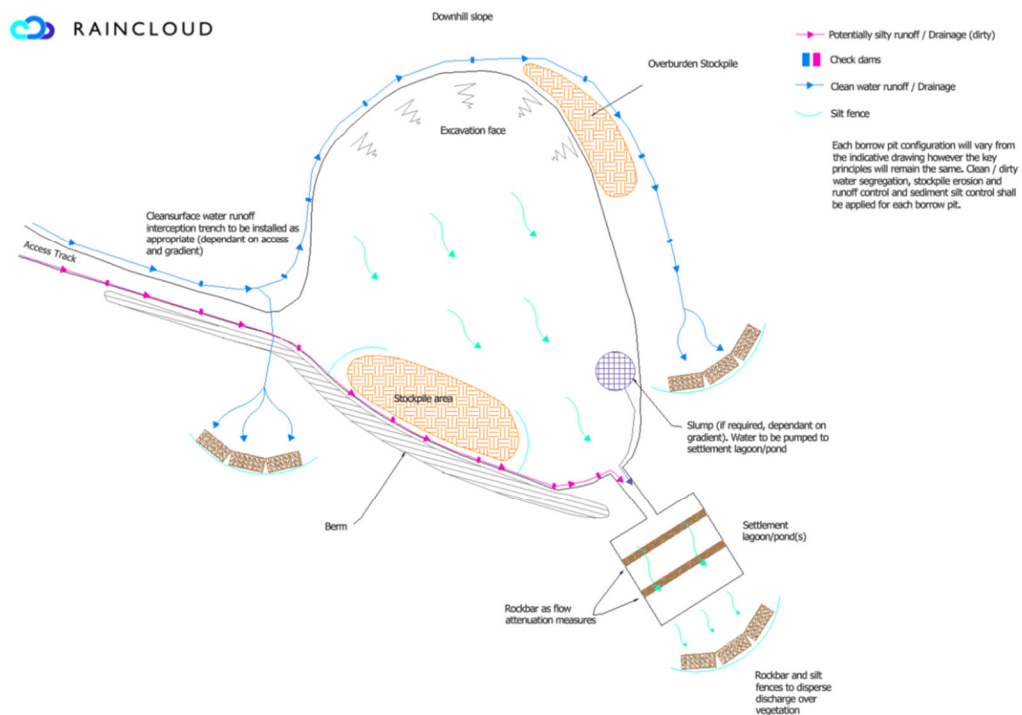 RAINCLOUD
Downhill slope
Potentially silty runoff / Drainage (dirty)
Check dams
Clean water runoff / Drainage
Silt fence
Each borrow pit configuration will vary from
the indicative drawing however the key
principles will remain the same. Clean / dirty
water segregation, stockpile erosion and
runoff control and sediment silt control shall
be applied for each borrow pit.
Overburden Stockpile
Excavation face
Cleansurface water runoff
interception trench to be installed as
appropriate (dependant on access
and gradient)
Access Track
Stockpile area
Slump (if required, dependant on
gradient). Water to be pumped to
settlement lagoon/pond
Berm
Settlement
lagoon/pond(s)
Rockbar as flow
attenuation measures
Rockbar and silt
fences to disperse
discharge over
vegetation